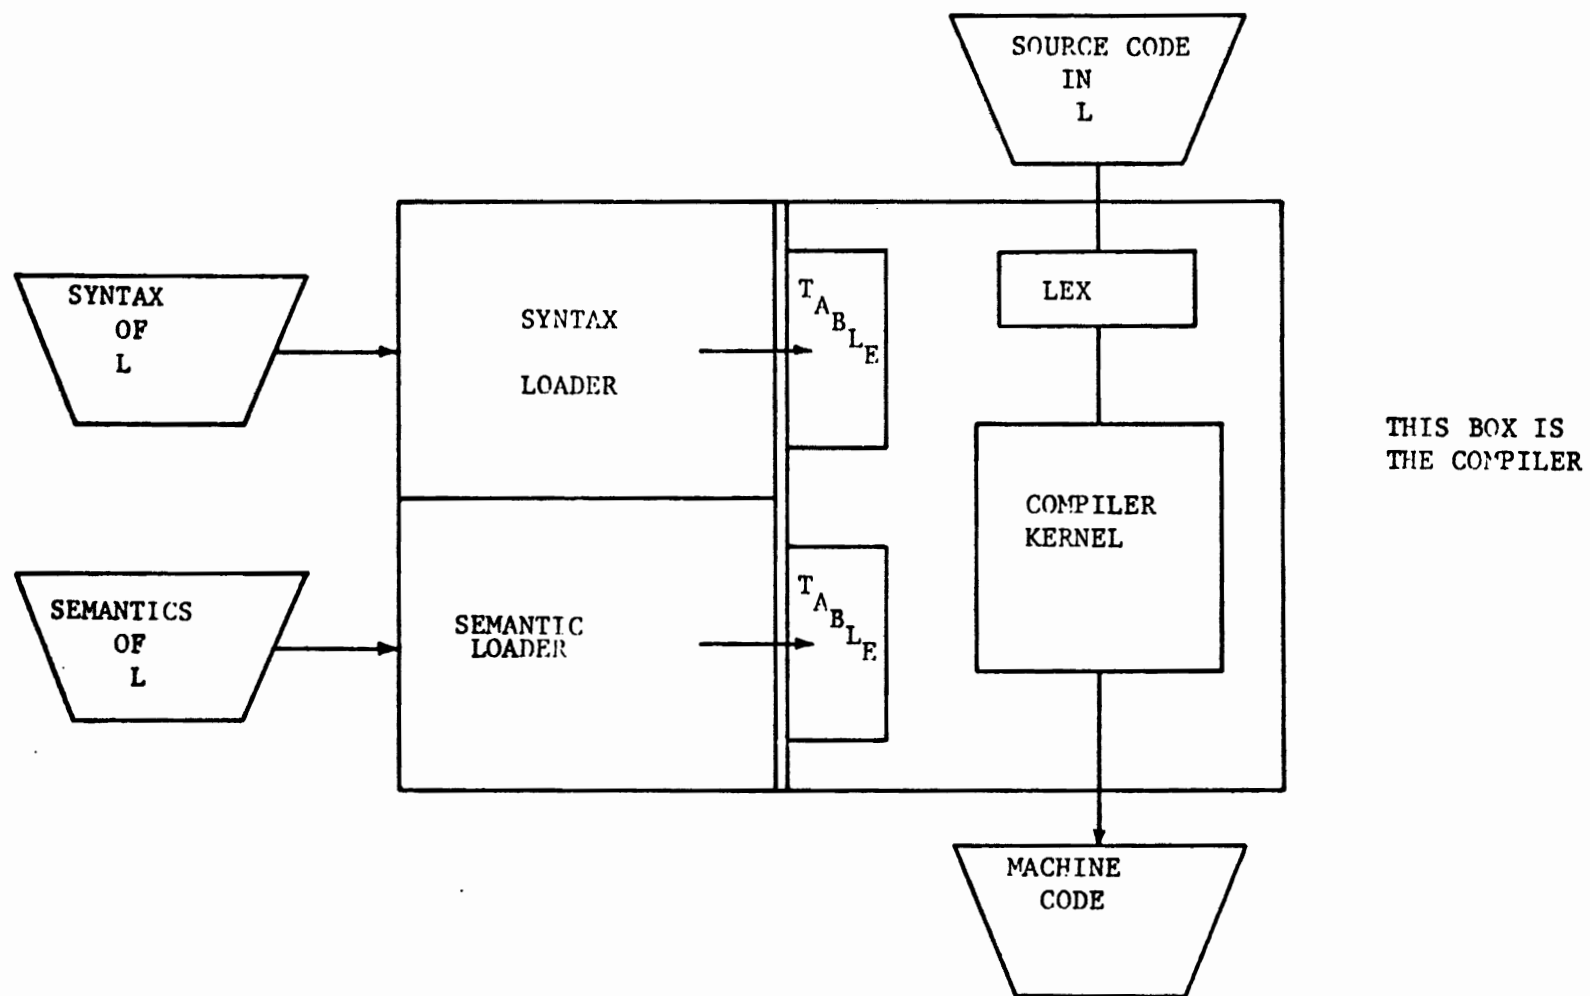 SOURCE CODE
IN
L
SYNTAX
OF
L
SYNTAX
LOADER
TABLE
LEX
THIS BOX IS
THE COMPILER
COMPILER
KERNEL
SEMANTICS
OF
L
SEMANTIC
LOADER
TABLE
MACHINE
CODE